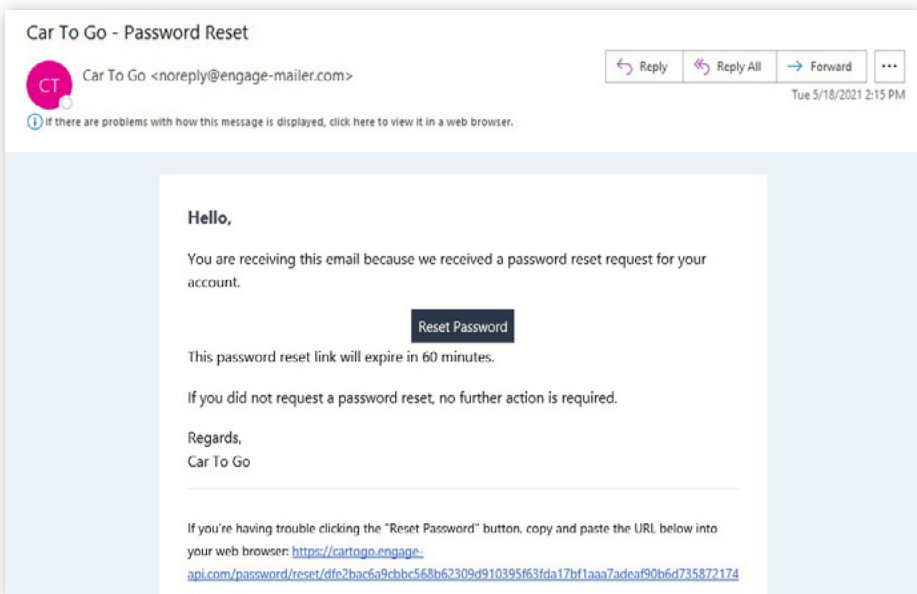 Car To Go - Password Reset
CT
Car To Go <noreply@engage-mailer.com>
Reply
Reply All
Forward
...
Tue 5/18/2021 2:15 PM
If there are problems with how this message is displayed, click here to view it in a web browser.
Hello,
You are receiving this email because we received a password reset request for your
account.
Reset Password
This password reset link will expire in 60 minutes.
If you did not request a password reset, no further action is required.
Regards,
Car To Go
If you're having trouble clicking the "Reset Password" button, copy and paste the URL below into
your web browser: https://cartogo.engage-
api.com/password/reset/dfe2bac6a9cbbc568b62309d910395f63fda17bf1aaa7adeaf90b6d735872174